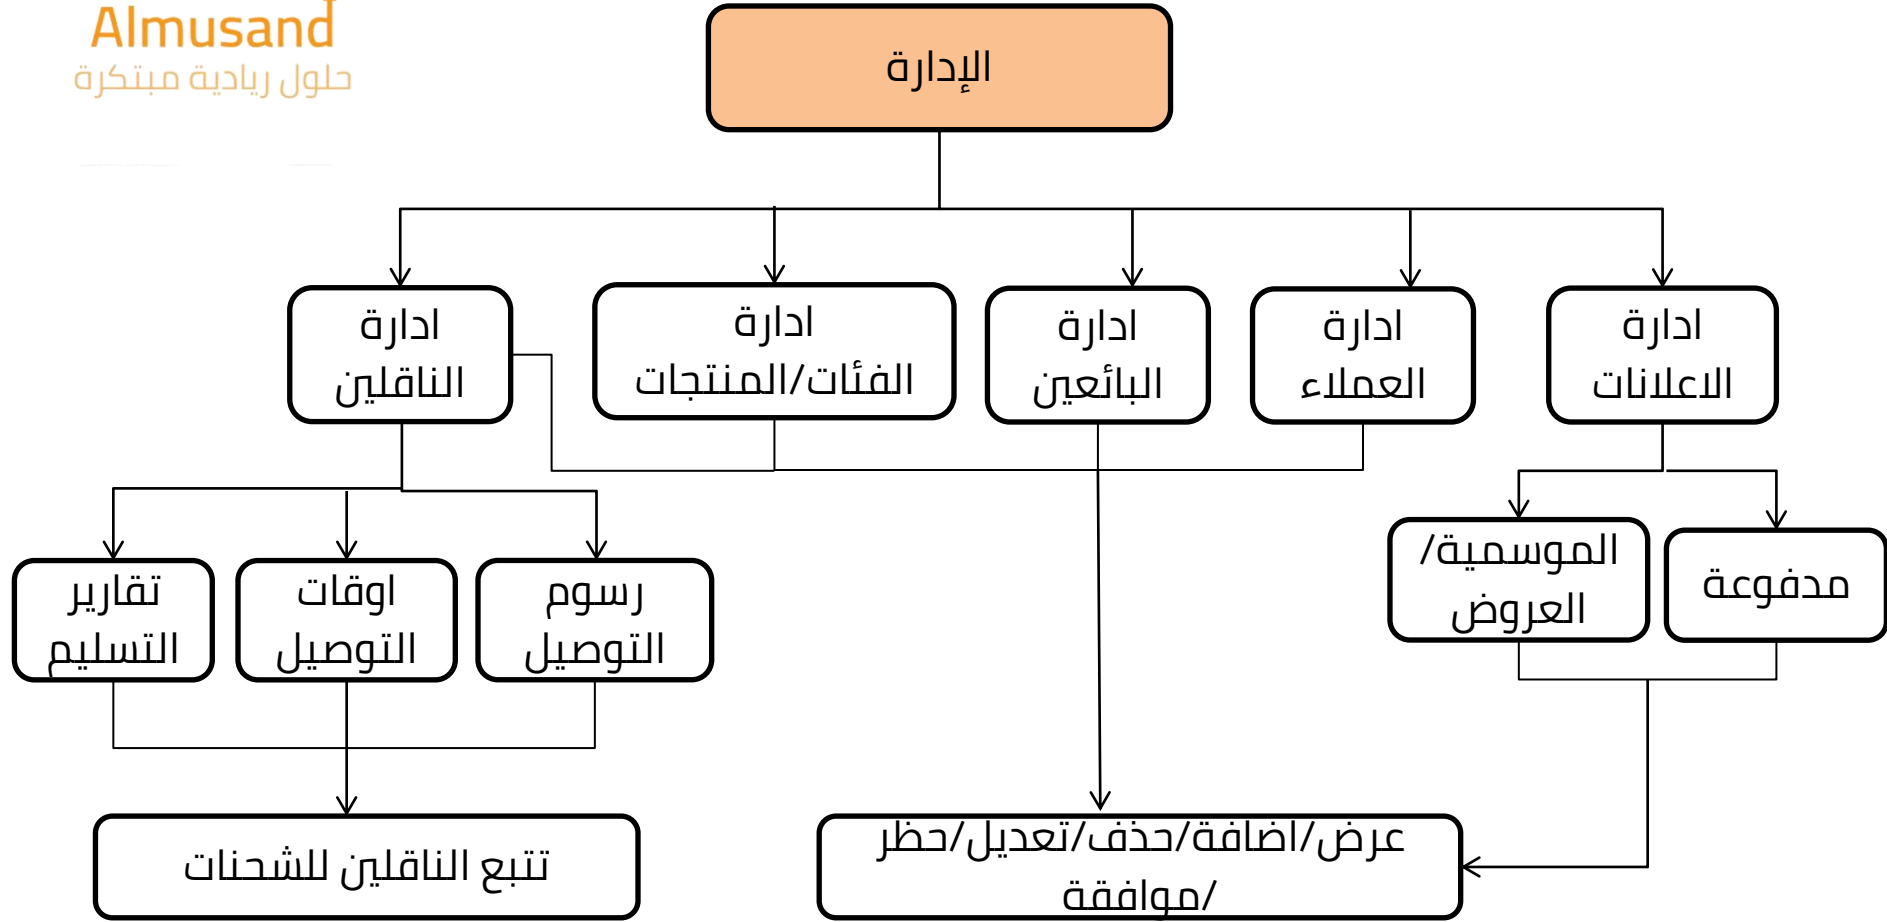 Almusand
حلول ريادية مبتكرة
الإدارة
ادارة
الاعلانات
ادارة
العملاء
ادارة
البائعين
ادارة
الفئات/المنتجات
ادارة
الناقلين
مدفوعة
الموسمية/
العروض
رسوم
التوصيل
اوقات
التوصيل
تقارير
التسليم
عرض/اضافة/حذف/تعديل/حظر
/موافقة
تتبع الناقلين للشحنات